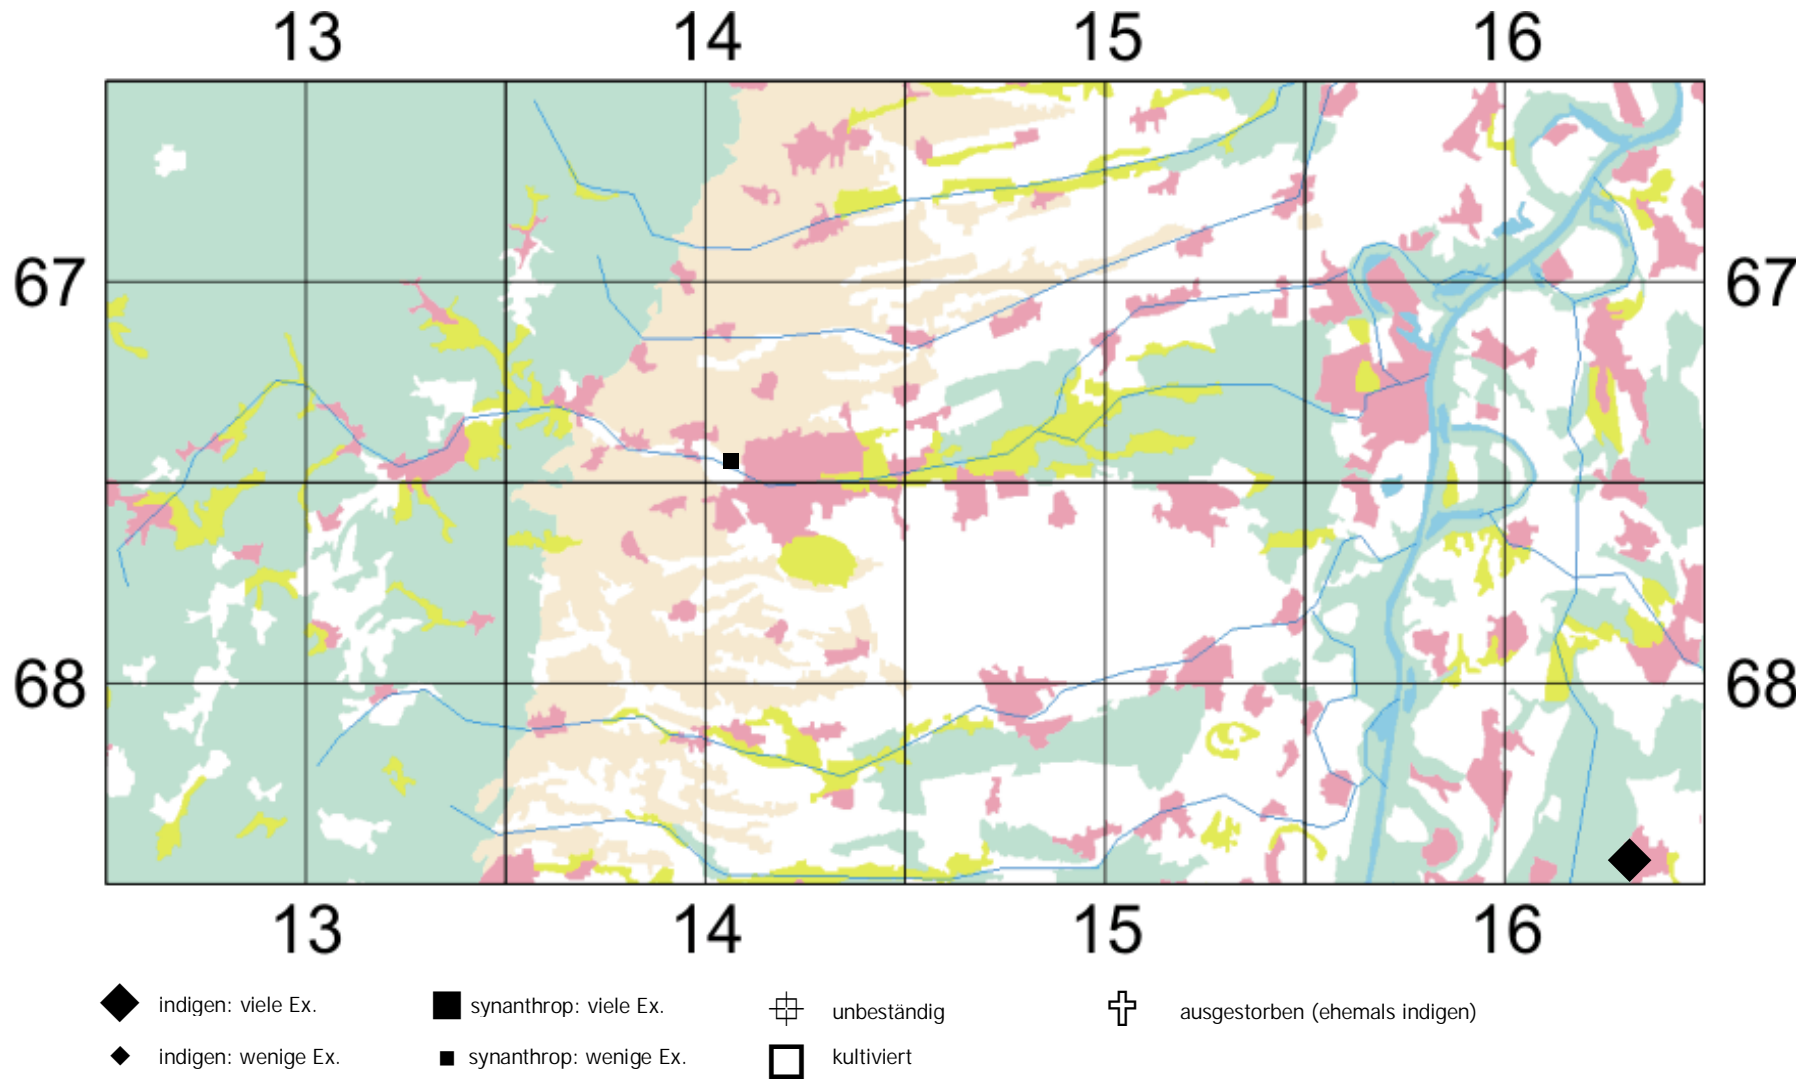 13 14 15 16
67 67
68 68
13 14 15 16
indigen: viele Ex. synanthrop: viele Ex. unbeständig ausgestorben (ehemals indigen)
indigen: wenige Ex. synanthrop: wenige Ex. kultiviert